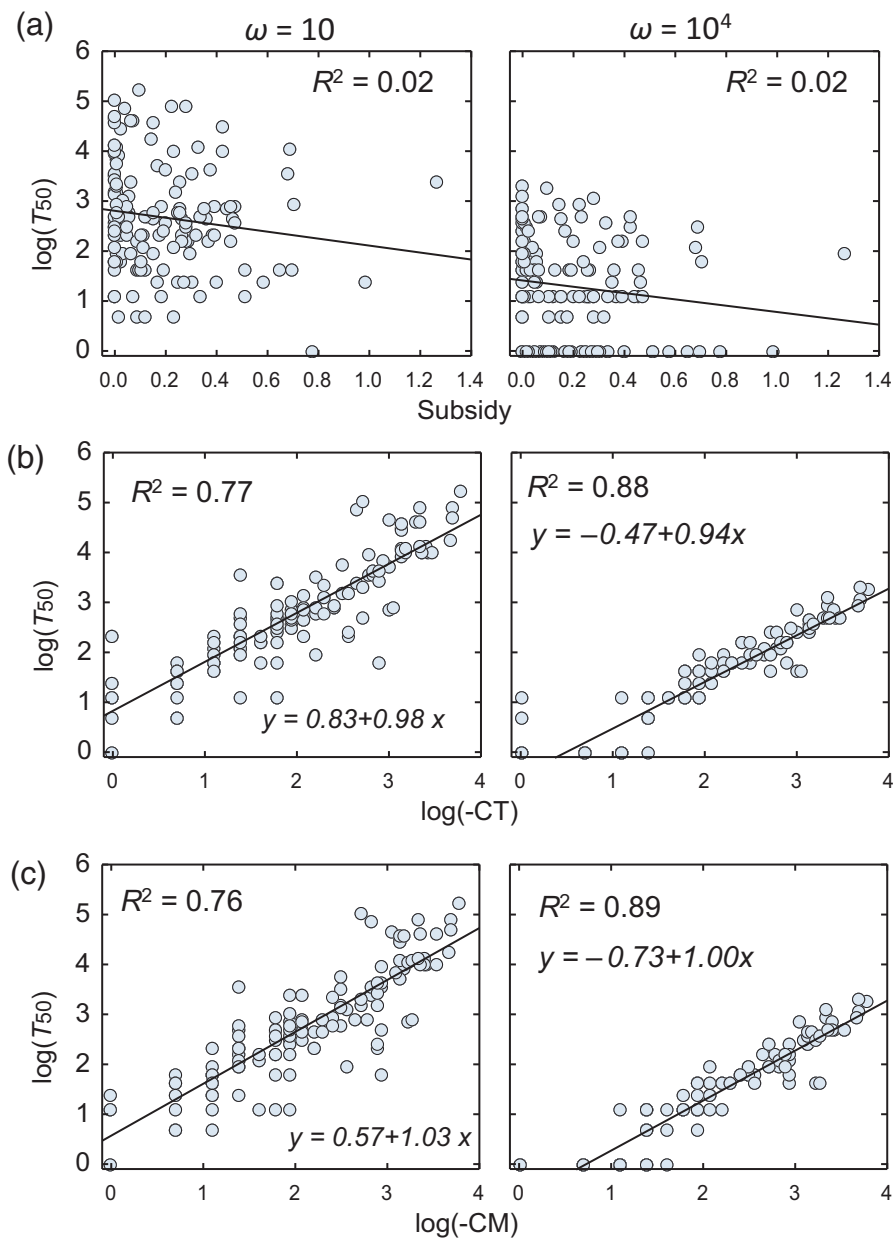 (a)
ω = 10
ω = 10⁴
R² = 0.02
R² = 0.02
log(T₅₀)
6
5
4
3
2
1
0
0.0 0.2 0.4 0.6 0.8 1.0 1.2 1.4
0.0 0.2 0.4 0.6 0.8 1.0 1.2 1.4
Subsidy
(b)
R² = 0.77
y = 0.83+0.98 x
R² = 0.88
y = –0.47+0.94x
log(T₅₀)
6
5
4
3
2
1
0
0 1 2 3 4
0 1 2 3 4
log(-CT)
(c)
R² = 0.76
y = 0.57+1.03 x
R² = 0.89
y = –0.73+1.00x
log(T₅₀)
6
5
4
3
2
1
0
0 1 2 3 4
0 1 2 3 4
log(-CM)